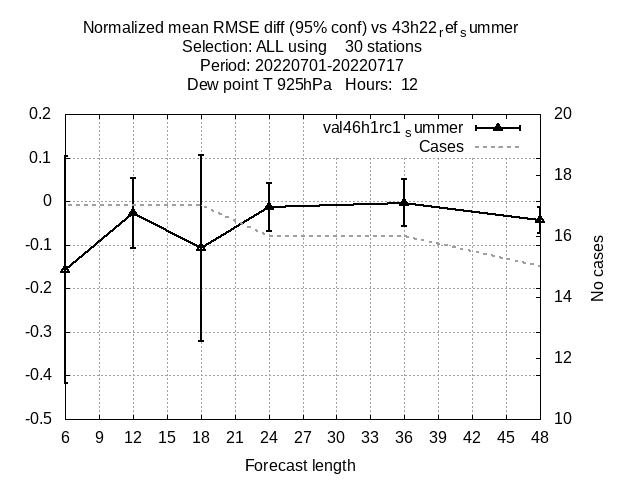 Normalized mean RMSE diff (95% conf) vs 43h22refsummer
Selection: ALL using 30 stations
Period: 20220701-20220717
Dew point T 925hPa Hours: 12
val46h1rc1summer
Cases
0.2
0.1
0
-0.1
-0.2
-0.3
-0.4
-0.5
20
18
16
14
12
10
No cases
6 9 12 15 18 21 24 27 30 33 36 39 42 45 48
Forecast length